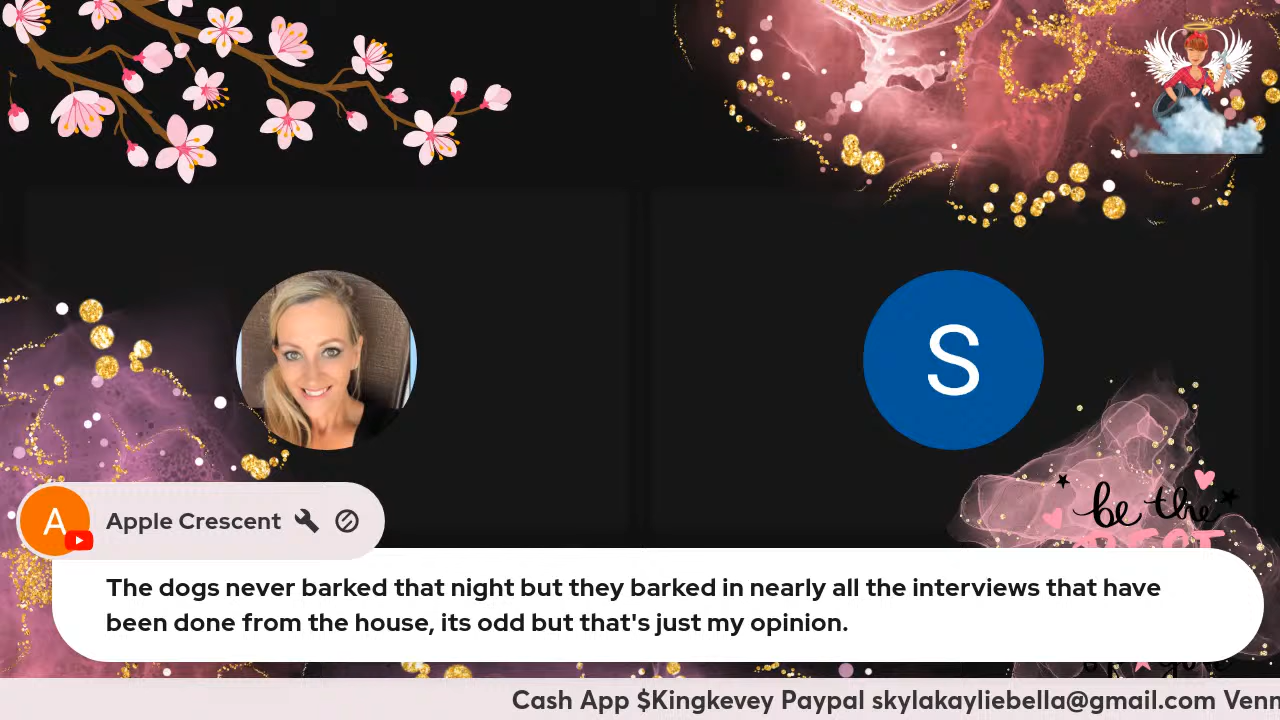 S
be the
A
Apple Crescent
The dogs never barked that night but they barked in nearly all the interviews that have
been done from the house, its odd but that's just my opinion.
Cash App $Kingkevey Paypal skylakayliebella@gmail.com Venn